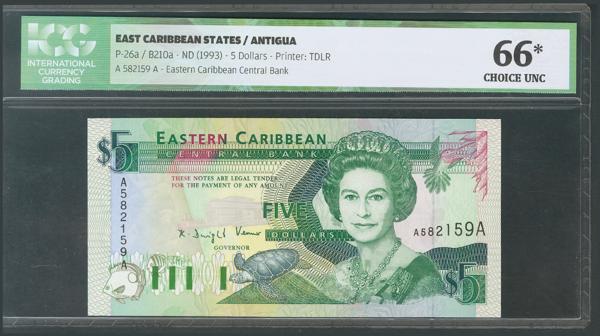 ICG
INTERNATIONAL
CURRENCY
GRADING
EAST CARIBBEAN STATES / ANTIGUA
P-26a / B210a - ND (1993) - 5 Dollars - Printer: TDLR
A 582159 A - Eastern Caribbean Central Bank
66*
CHOICE UNC
$5
EASTERN CARIBBEAN
CENTRAL BANK
THESE NOTES ARE LEGAL TENDER
FOR THE PAYMENT OF ANY AMOUNT
A582159A
FIVE
DOLLARS
A582159A
K Dwight Venner
GOVERNOR
$5